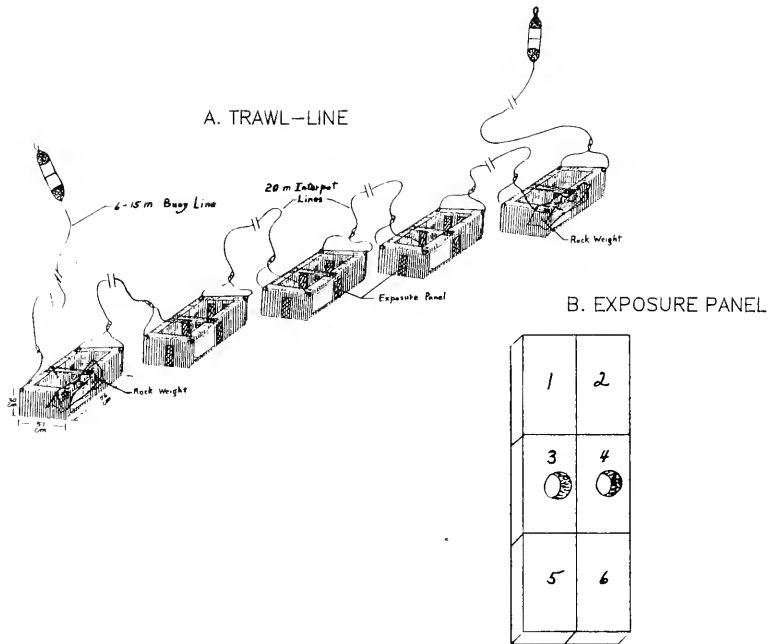 A. TRAWL-LINE
6-15 m Buoy Line
20 m Interpot
Lines
Rock Weight
Exposure Panel
Rock Weight
51
cm
B. EXPOSURE PANEL
1 2
3 4
5 6